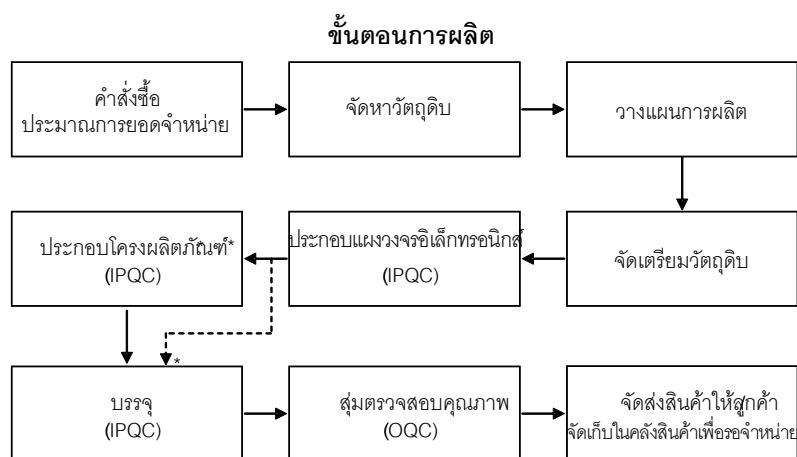 ขั้นตอนการผลิต
คำสั่งซื้อ
ประมาณการยอดจำหน่าย
จัดหาวัตถุดิบ
วางแผนการผลิต
จัดเตรียมวัตถุดิบ
ประกอบแผงวงจรอิเล็กทรอนิกส์
(IPQC)
ประกอบโครงผลิตภัณฑ์*
(IPQC)
*
บรรจุ
(IPQC)
สุ่มตรวจสอบคุณภาพ
(OQC)
จัดส่งสินค้าให้ลูกค้า/
จัดเก็บในคลังสินค้าเพื่อรอจำหน่าย